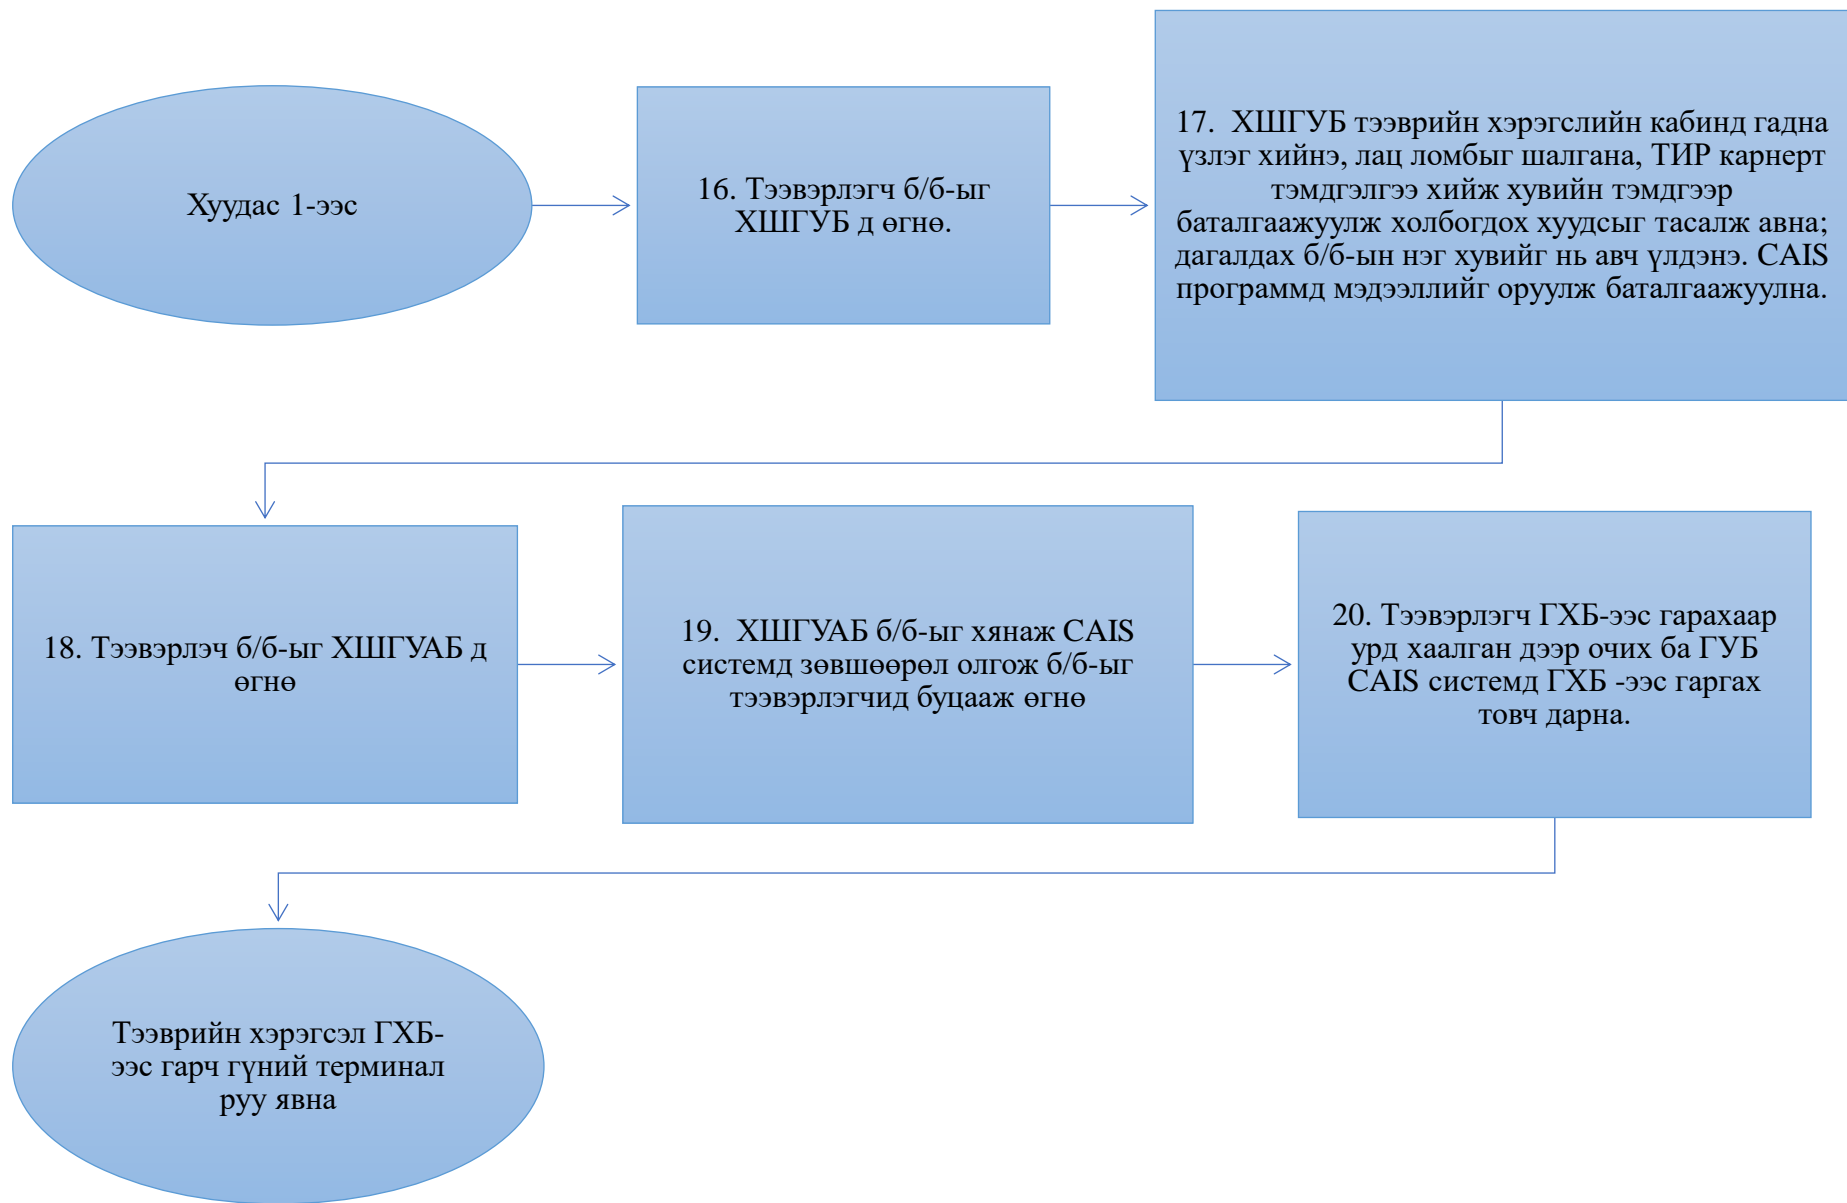 Хуудас 1-ээс
16. Тээвэрлэгч б/б-ыг
ХШГУБ д өгнө.
17.  ХШГУБ тээврийн хэрэгслийн кабинд гадна
үзлэг хийнэ, лац ломбыг шалгана, ТИР карнерт
тэмдгэлгээ хийж хувийн тэмдгээр
баталгаажуулж холбогдох хуудсыг тасалж авна;
дагалдах б/б-ын нэг хувийг нь авч үлдэнэ. CAIS
программд мэдээллийг оруулж баталгаажуулна.
18. Тээвэрлэч б/б-ыг ХШГУАБ д
өгнө
19.  ХШГУАБ б/б-ыг хянаж CAIS
системд зөвшөөрөл олгож б/б-ыг
тээвэрлэгчид буцааж өгнө
20. Тээвэрлэгч ГХБ-ээс гарахаар
урд хаалган дээр очих ба ГУБ
CAIS системд ГХБ -ээс гаргах
товч дарна.
Тээврийн хэрэгсэл ГХБ-
ээс гарч гүний терминал
руу явна